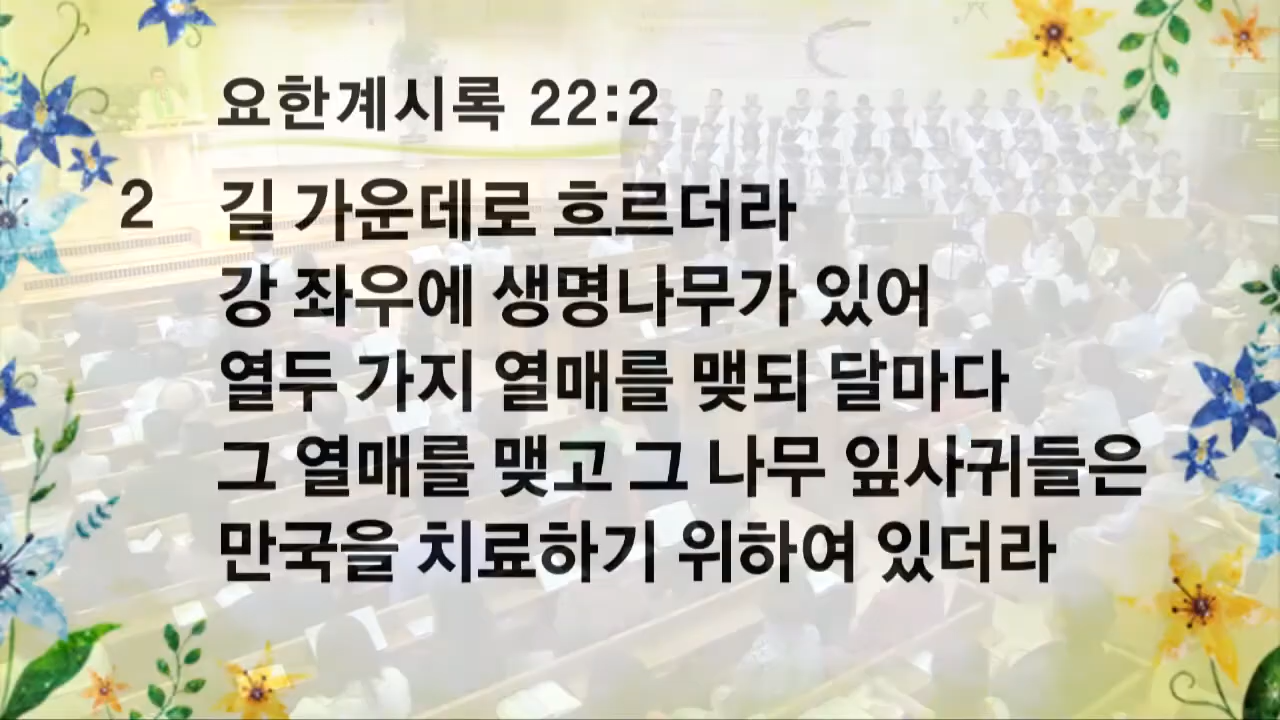 요한계시록 22:2
2 길 가운데로 흐르더라
강 좌우에 생명나무가 있어
열두 가지 열매를 맺되 달마다
그 열매를 맺고 그 나무 잎사귀들은
만국을 치료하기 위하여 있더라